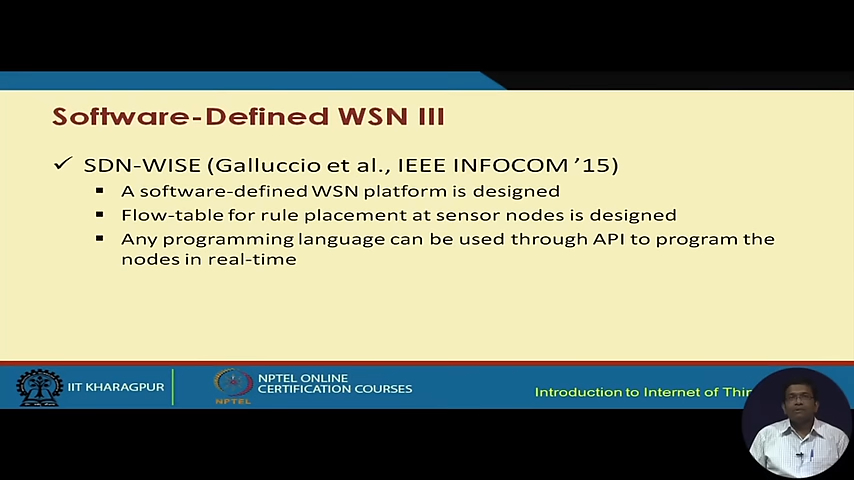 Software-Defined WSN III
✓ SDN-WISE (Galluccio et al., IEEE INFOCOM ’15)
▪ A software-defined WSN platform is designed
▪ Flow-table for rule placement at sensor nodes is designed
▪ Any programming language can be used through API to program the
nodes in real-time
IIT KHARAGPUR
NPTEL
NPTEL ONLINE
CERTIFICATION COURSES
Introduction to Internet of